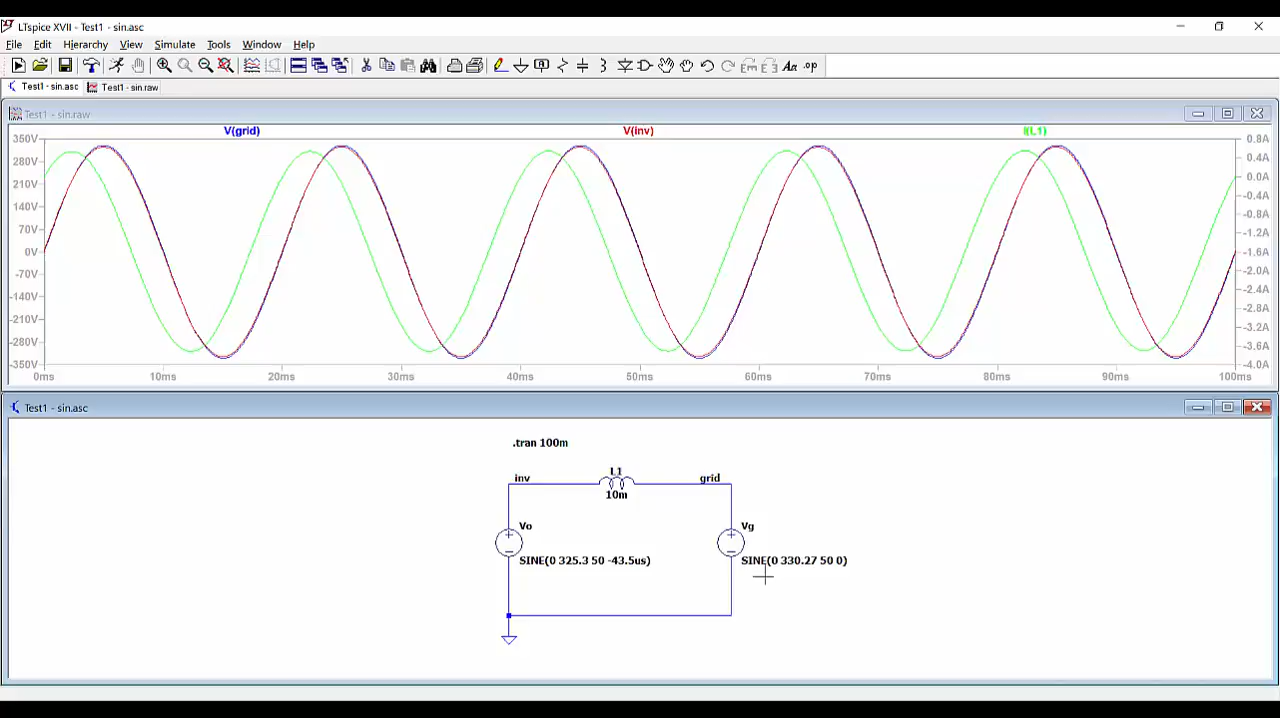 LTspice XVII - Test1 - sin.asc
File Edit Hierarchy View Simulate Tools Window Help
Aa .op
Test1 - sin.asc Test1 - sin.raw
Test1 - sin.raw
V(grid) V(inv) I(L1)
350V 0.8A
280V 0.4A
210V 0.0A
140V -0.4A
70V -0.8A
0V -1.2A
-70V -1.6A
-140V -2.0A
-210V -2.4A
-280V -2.8A
-350V -3.2A
-3.6A
-4.0A
0ms 10ms 20ms 30ms 40ms 50ms 60ms 70ms 80ms 90ms 100ms
Test1 - sin.asc
.tran 100m
L1
inv grid
10m
Vo Vg
SINE(0 325.3 50 -43.5us) SINE(0 330.27 50 0)